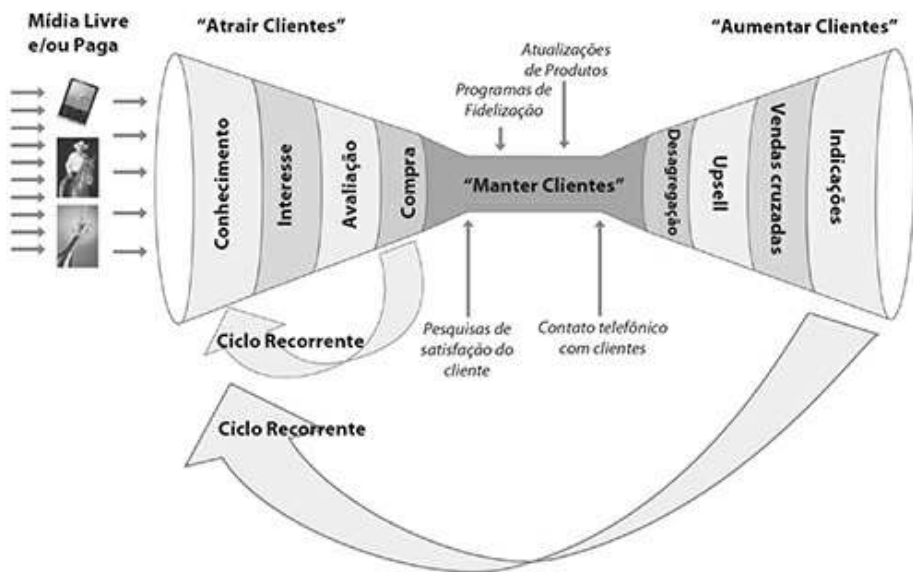 Mídia Livre
e/ou Paga
“Atrair Clientes”
“Aumentar Clientes”
Atualizações
de Produtos
Programas de
Fidelização
Conhecimento
Interesse
Avaliação
Compra
“Manter Clientes”
Desagregação
Upsell
Vendas cruzadas
Indicações
Ciclo Recorrente
Pesquisas de
satisfação do
cliente
Contato telefônico
com clientes
Ciclo Recorrente